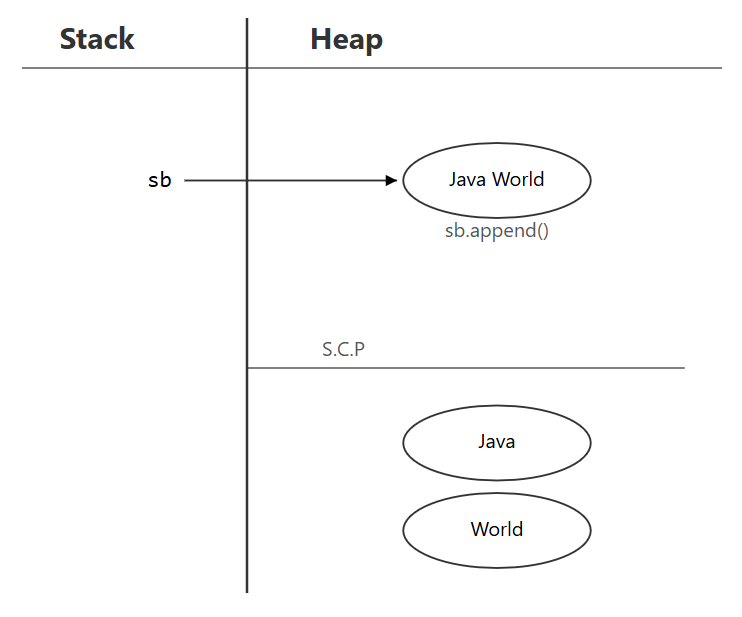 Stack
Heap
sb
Java World
sb.append()
S.C.P
Java
World